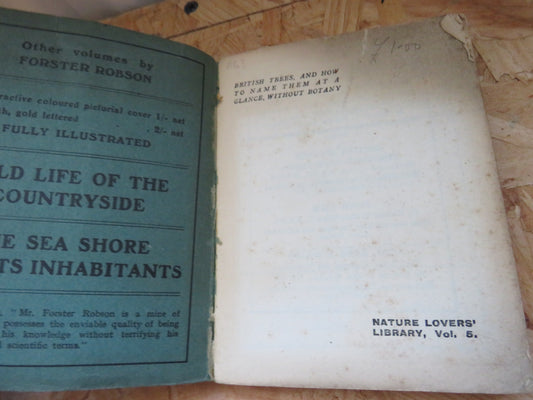 Other volumes by
FORSTER ROBSON
ractive coloured pictorial cover 1/- net
h, gold lettered . 2/- net
FULLY ILLUSTRATED
LD LIFE OF THE
COUNTRYSIDE
E SEA SHORE
TS INHABITANTS
"Mr. Forster Robson is a mine of
possesses the enviable quality of being
his knowledge without terrifying his
scientific terms."
£1-00
BRITISH TREES, AND HOW
TO NAME THEM AT A
GLANCE, WITHOUT BOTANY
NATURE LOVERS'
LIBRARY, Vol. 5.